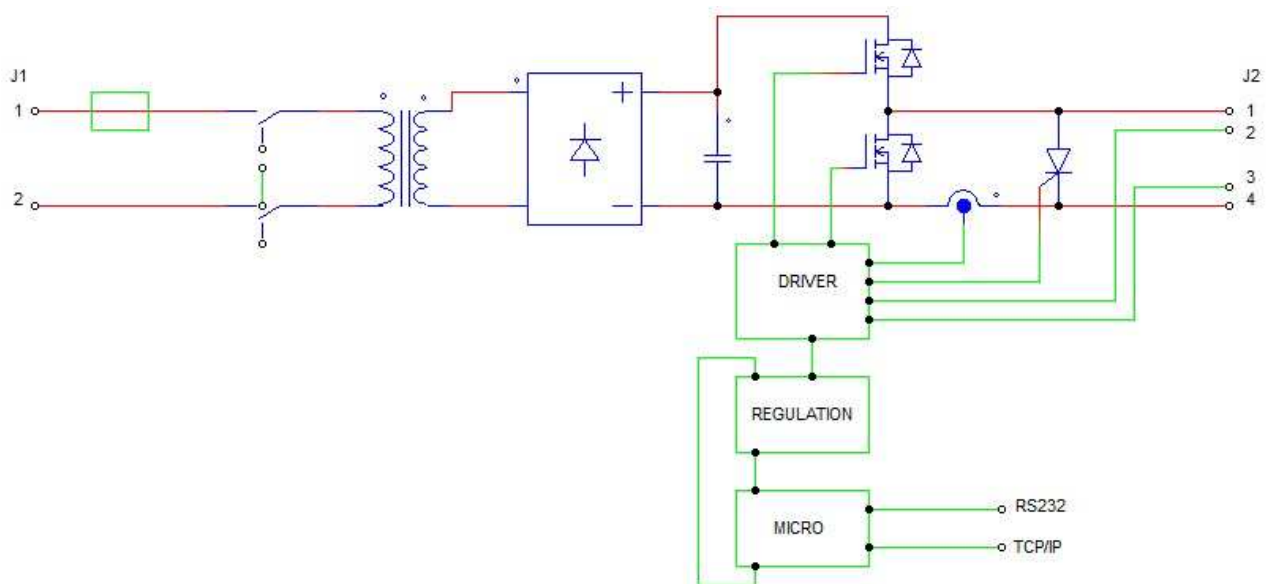 J1
J2
1
1
2
3
2
4
DRIVER
REGULATION
MICRO
RS232
TCP/IP